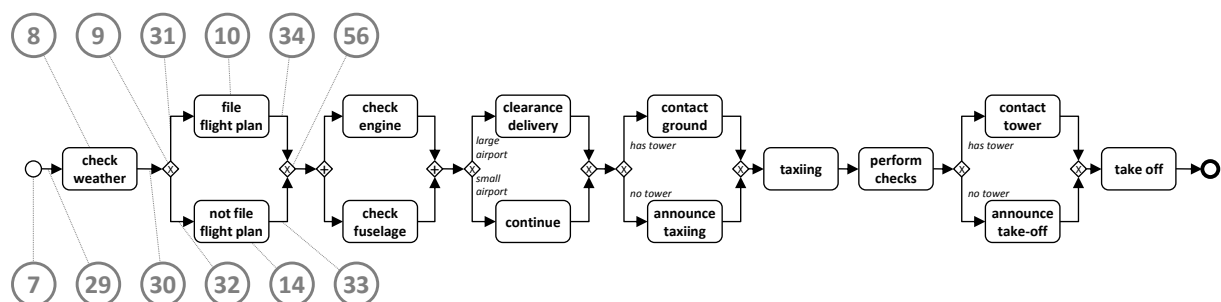 8 9 31 10 34 56
file
flight plan
check
engine
clearance
delivery
contact
ground
contact
tower
large
airport
has tower
has tower
X X X X X X X X
+ +
check
weather
taxiing
perform
checks
take off
small
airport
no tower
no tower
not file
flight plan
check
fuselage
continue
announce
taxiing
announce
take-off
7 29 30 32 14 33